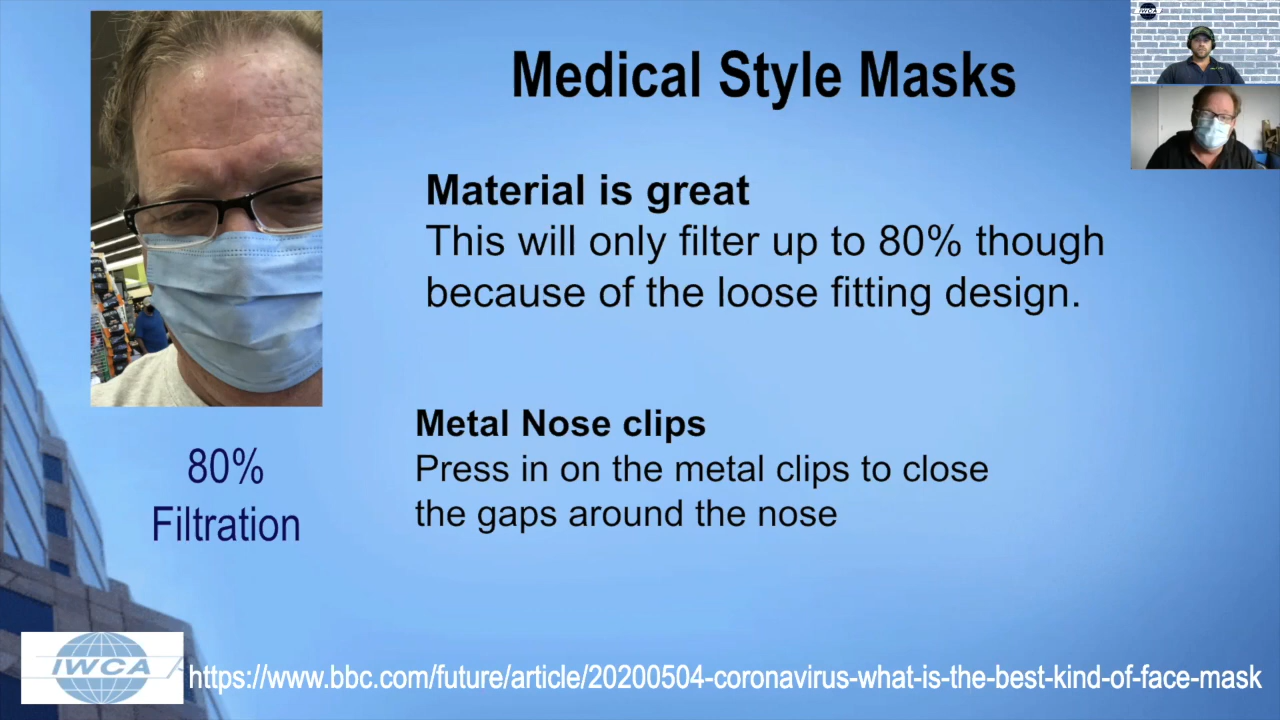 IWCA
Medical Style Masks
Material is great
This will only filter up to 80% though
because of the loose fitting design.
Metal Nose clips
Press in on the metal clips to close
the gaps around the nose
80%
Filtration
IWCA
https://www.bbc.com/future/article/20200504-coronavirus-what-is-the-best-kind-of-face-mask